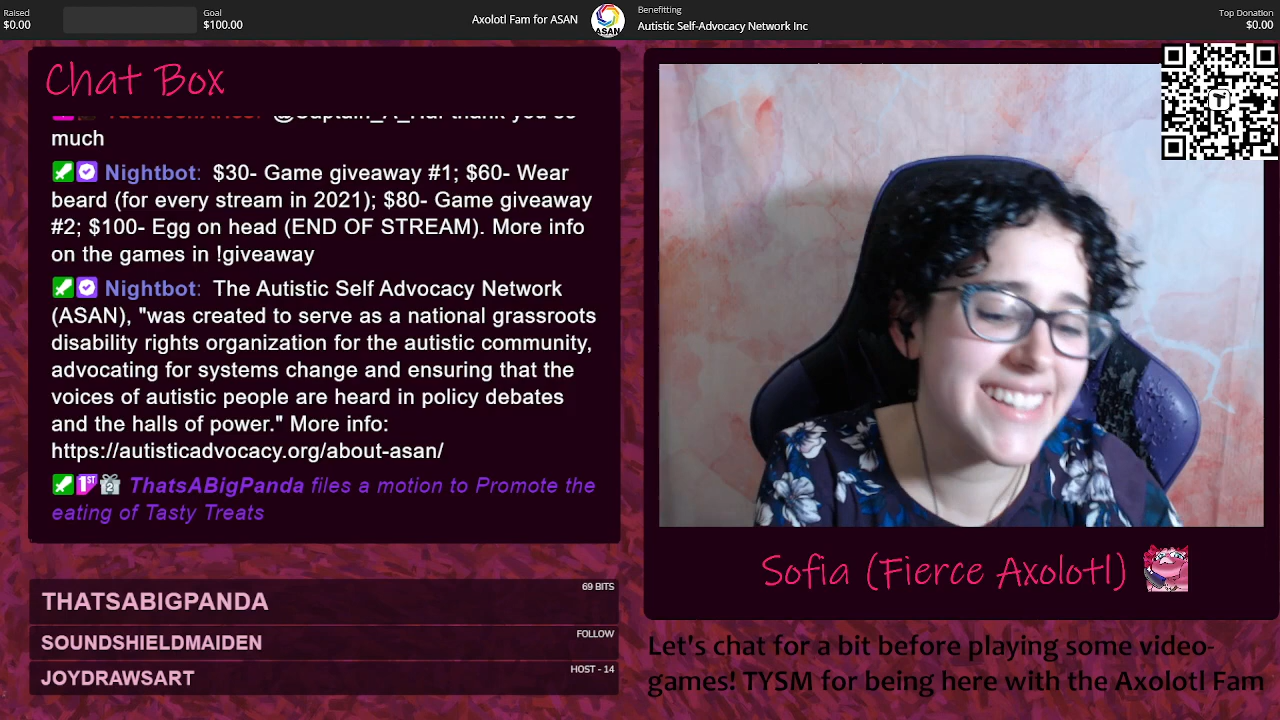 Raised
$0.00
Goal
$100.00
Axolotl Fam for ASAN
ASAN
Benefitting
Autistic Self-Advocacy Network Inc
Top Donation
$0.00
Chat Box
thank you so
much
Nightbot: $30- Game giveaway #1; $60- Wear
beard (for every stream in 2021); $80- Game giveaway
#2; $100- Egg on head (END OF STREAM). More info
on the games in !giveaway
Nightbot: The Autistic Self Advocacy Network
(ASAN), "was created to serve as a national grassroots
disability rights organization for the autistic community,
advocating for systems change and ensuring that the
voices of autistic people are heard in policy debates
and the halls of power." More info:
https://autisticadvocacy.org/about-asan/
1ST 2 ThatsABigPanda files a motion to Promote the
eating of Tasty Treats
THATSABIGPANDA
69 BITS
SOUNDSHIELDMAIDEN
FOLLOW
JOYDRAWSART
HOST - 14
Sofia (Fierce Axolotl)
Let's chat for a bit before playing some video-
games! TYSM for being here with the Axolotl Fam